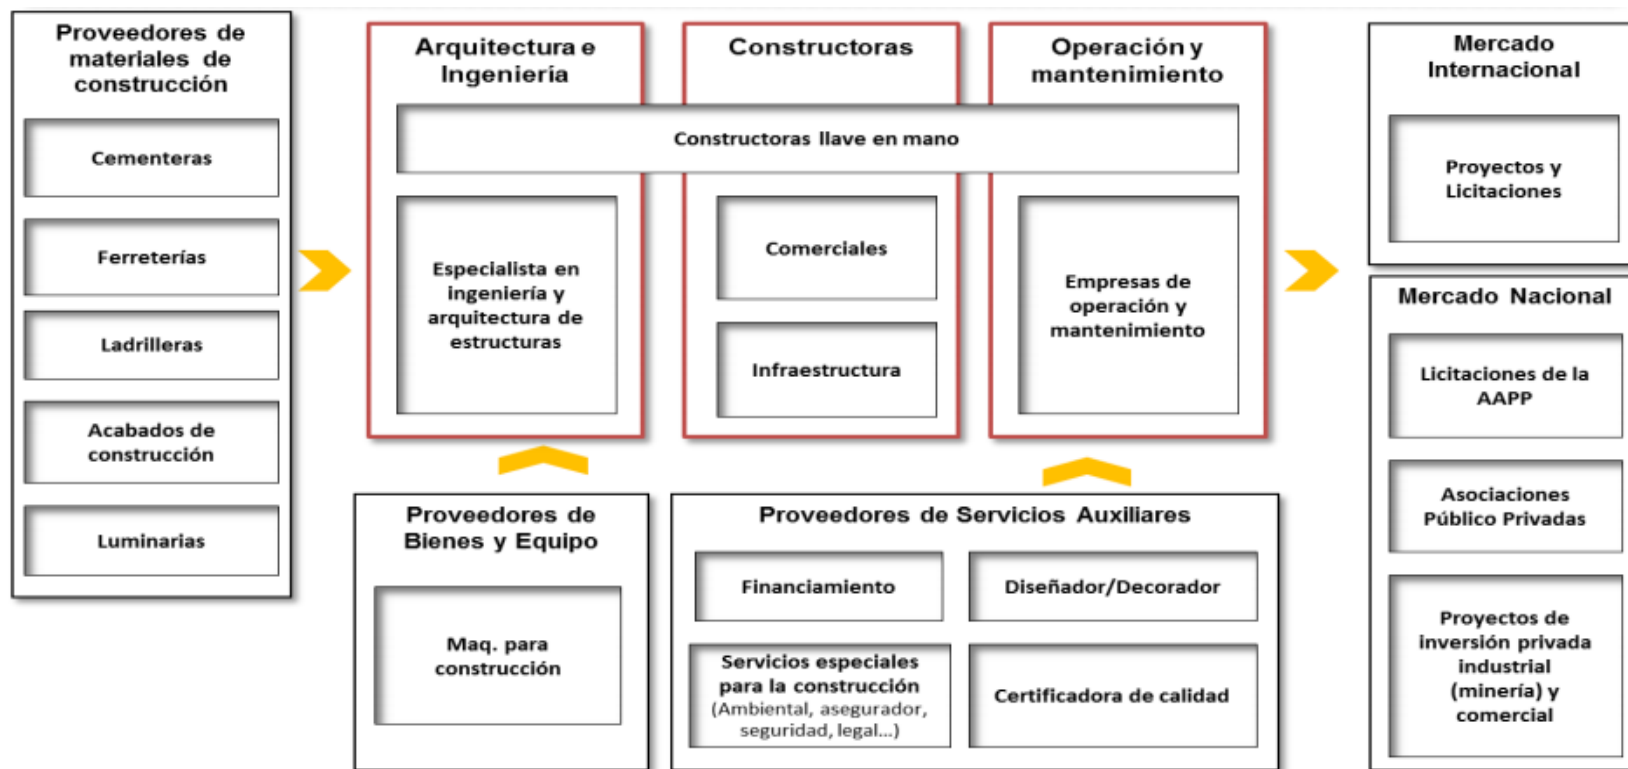 Proveedores de
materiales de
construcción
Cementeras
Ferreterías
Ladrilleras
Acabados de
construcción
Luminarias
Arquitectura e
Ingeniería
Constructoras
Operación y
mantenimiento
Constructoras llave en mano
Especialista en
ingeniería y
arquitectura de
estructuras
Comerciales
Infraestructura
Empresas de
operación y
mantenimiento
Proveedores de
Bienes y Equipo
Maq. para
construcción
Proveedores de Servicios Auxiliares
Financiamiento
Diseñador/Decorador
Servicios especiales
para la construcción
(Ambiental, asegurador,
seguridad, legal...)
Certificadora de calidad
Mercado
Internacional
Proyectos y
Licitaciones
Mercado Nacional
Licitaciones de la
AAPP
Asociaciones
Público Privadas
Proyectos de
inversión privada
industrial
(minería) y
comercial